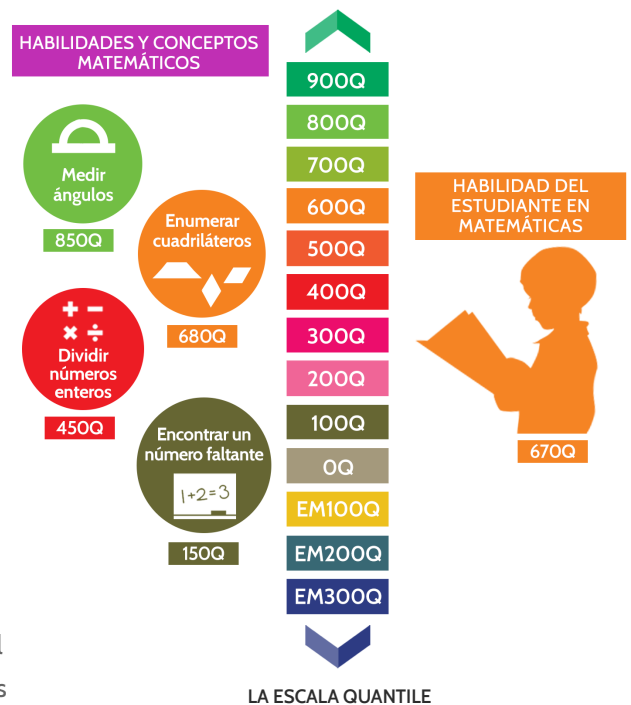 HABILIDADES Y CONCEPTOS
MATEMÁTICOS
Medir
ángulos
850Q
Enumerar
cuadriláteros
680Q
+ −
× ÷
Dividir
números
enteros
450Q
Encontrar un
número faltante
1+2=3
150Q
900Q
800Q
700Q
600Q
500Q
400Q
300Q
200Q
100Q
0Q
EM100Q
EM200Q
EM300Q
HABILIDAD DEL
ESTUDIANTE EN
MATEMÁTICAS
670Q
l
s
LA ESCALA QUANTILE